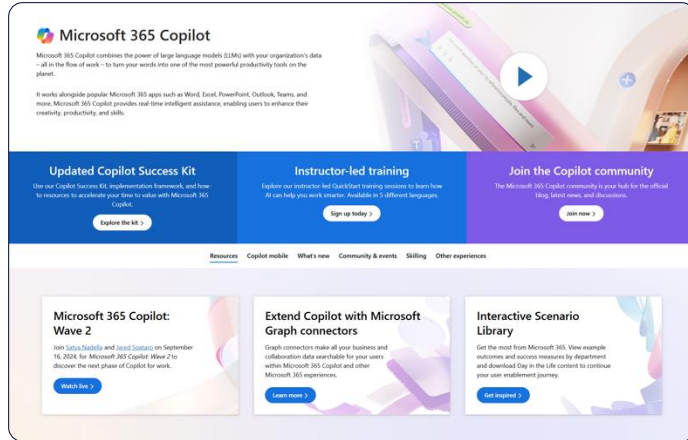 Microsoft 365 Copilot
Microsoft 365 Copilot combines the power of large language models (LLMs) with your organization's data
– all in the flow of work – to turn your words into one of the most powerful productivity tools on the
planet.
It works alongside popular Microsoft 365 apps such as Word, Excel, PowerPoint, Outlook, Teams, and
more. Microsoft 365 Copilot provides real-time intelligent assistance, enabling users to enhance their
creativity, productivity, and skills.
Updated Copilot Success Kit
Use our Copilot Success Kit, implementation framework, and how-
to resources to accelerate your time to value with Microsoft 365
Copilot.
Explore the kit >
Instructor-led training
Explore our instructor-led QuickStart training sessions to learn how
AI can help you work smarter. Available in 5 different languages.
Sign up today >
Join the Copilot community
The Microsoft 365 Copilot community is your hub for the official
blog, latest news, and discussions.
Join now >
Resources Copilot mobile What's new Community & events Skilling Other experiences
Microsoft 365 Copilot:
Wave 2
Join Satya Nadella and Jared Spataro on September
16, 2024, for Microsoft 365 Copilot: Wave 2 to
discover the next phase of Copilot for work.
Watch live >
Extend Copilot with Microsoft
Graph connectors
Graph connectors make all your business and
collaboration data searchable for your users
within Microsoft 365 Copilot and other
Microsoft 365 experiences.
Learn more >
Interactive Scenario
Library
Get the most from Microsoft 365. View example
outcomes and success measures by department
and download Day in the Life content to continue
your user enablement journey.
Get inspired >